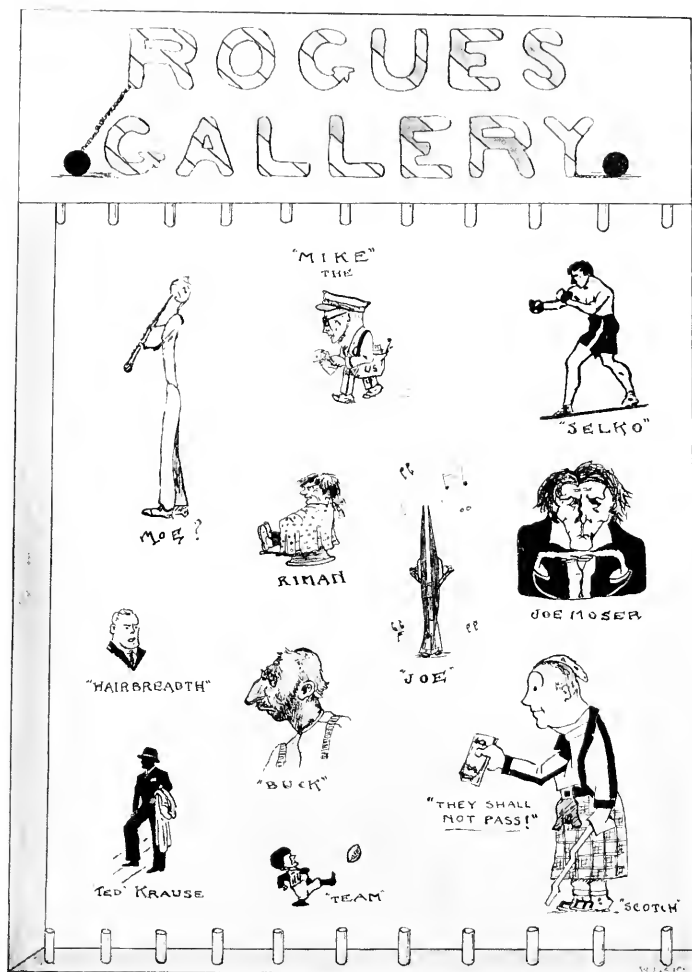 ROGUES
GALLERY
"MIKE"
THE
US
"SELKO"
MOE?
RIMAN
JOE MOSER
"HAIRBREADTH"
"JOE"
"BUCK"
"THEY SHALL
NOT PASS!"
"TED" KRAUSE
"TEAM"
"SCOTCH"